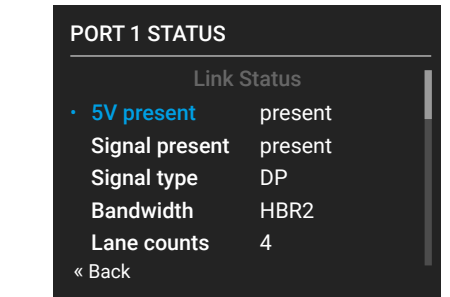 PORT 1 STATUS
Link Status
· 5V present present
Signal present present
Signal type DP
Bandwidth HBR2
Lane counts 4
« Back